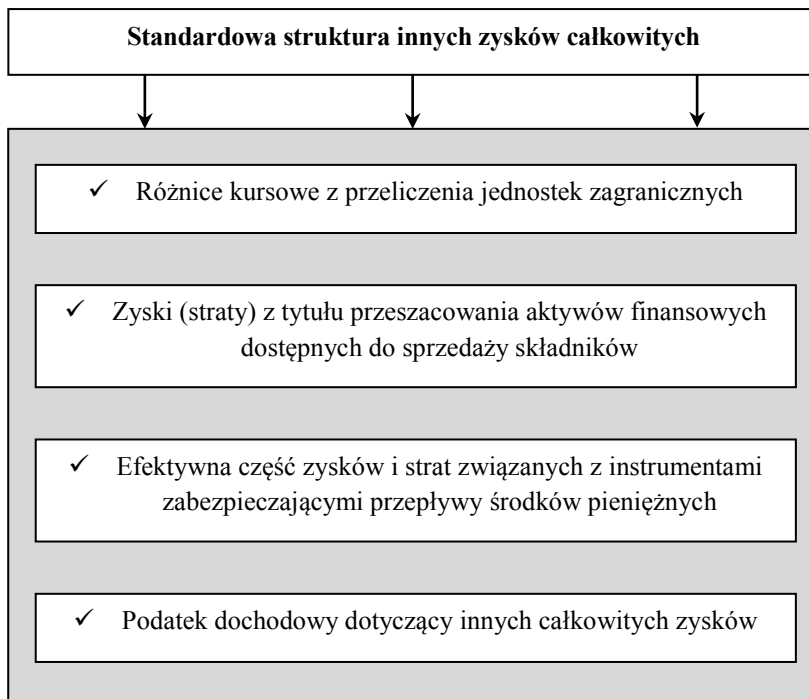 Standardowa struktura innych zysków całkowitych
✓ Różnice kursowe z przeliczenia jednostek zagranicznych
✓ Zyski (straty) z tytułu przeszacowania aktywów finansowych
dostępnych do sprzedaży składników
✓ Efektywna część zysków i strat związanych z instrumentami
zabezpieczającymi przepływy środków pieniężnych
✓ Podatek dochodowy dotyczący innych całkowitych zysków